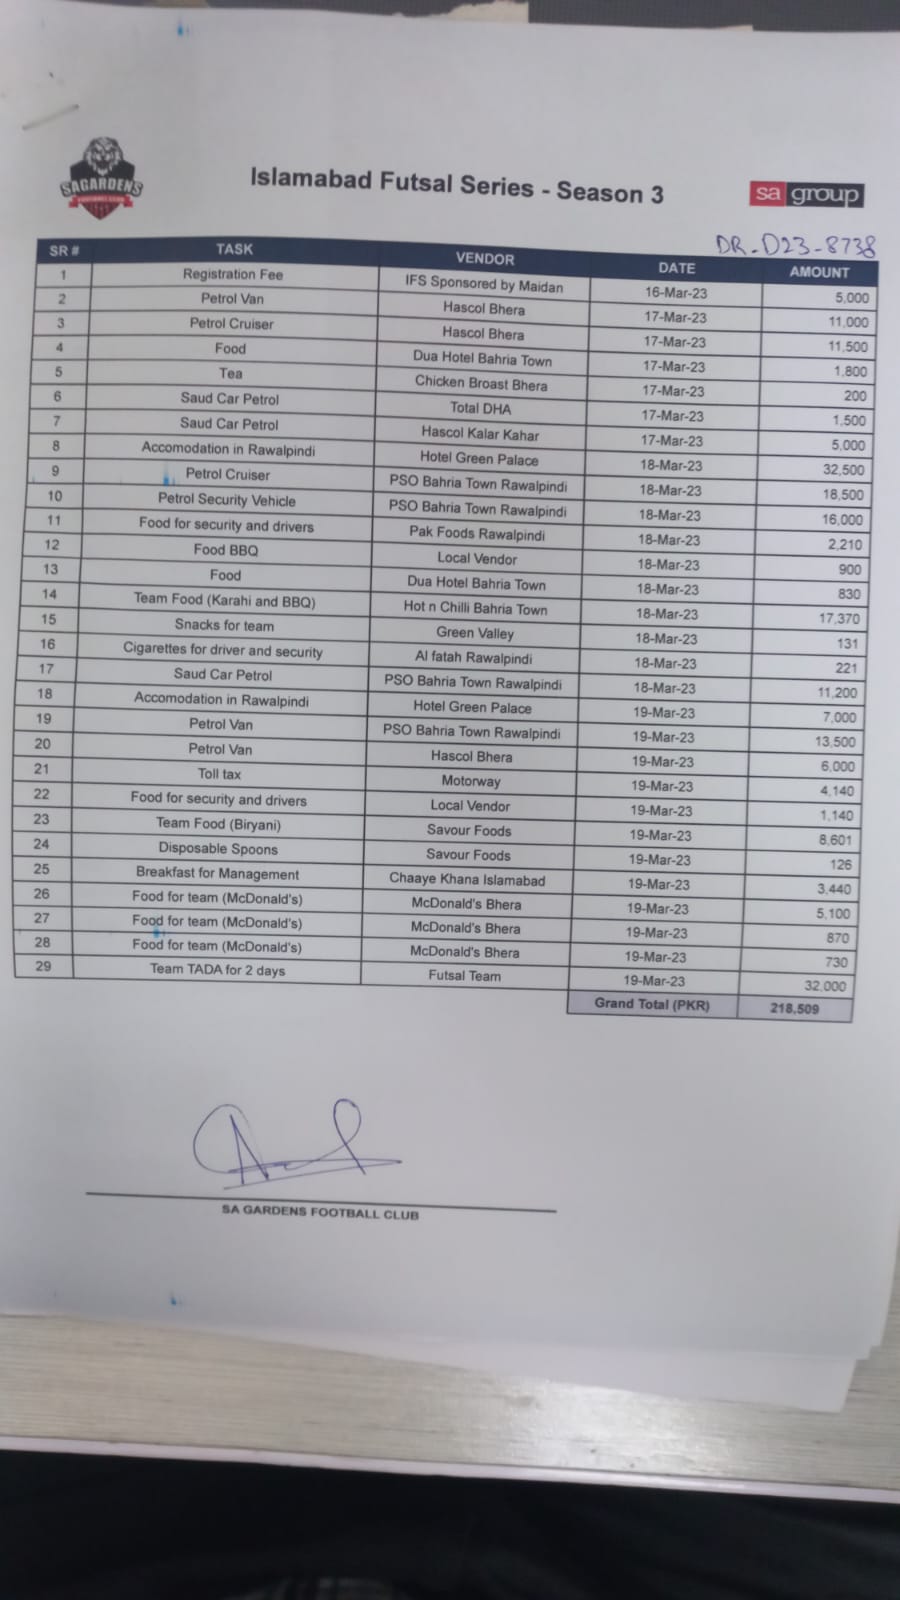 SAGARDENS
FOOTBALL CLUB
Islamabad Futsal Series - Season 3
sa group
DR-D23-8738
SR # TASK VENDOR DATE AMOUNT
1 Registration Fee IFS Sponsored by Maidan 16-Mar-23 5,000
2 Petrol Van Hascol Bhera 17-Mar-23 11,000
3 Petrol Cruiser Hascol Bhera 17-Mar-23 11,500
4 Food Dua Hotel Bahria Town 17-Mar-23 1,800
5 Tea Chicken Broast Bhera 17-Mar-23 200
6 Saud Car Petrol Total DHA 17-Mar-23 1,500
7 Saud Car Petrol Hascol Kalar Kahar 17-Mar-23 5,000
8 Accomodation in Rawalpindi Hotel Green Palace 18-Mar-23 32,500
9 Petrol Cruiser PSO Bahria Town Rawalpindi 18-Mar-23 18,500
10 Petrol Security Vehicle PSO Bahria Town Rawalpindi 18-Mar-23 16,000
11 Food for security and drivers Pak Foods Rawalpindi 18-Mar-23 2,210
12 Food BBQ Local Vendor 18-Mar-23 900
13 Food Dua Hotel Bahria Town 18-Mar-23 830
14 Team Food (Karahi and BBQ) Hot n Chilli Bahria Town 18-Mar-23 17,370
15 Snacks for team Green Valley 18-Mar-23 131
16 Cigarettes for driver and security Al fatah Rawalpindi 18-Mar-23 221
17 Saud Car Petrol PSO Bahria Town Rawalpindi 18-Mar-23 11,200
18 Accomodation in Rawalpindi Hotel Green Palace 19-Mar-23 7,000
19 Petrol Van PSO Bahria Town Rawalpindi 19-Mar-23 13,500
20 Petrol Van Hascol Bhera 19-Mar-23 6,000
21 Toll tax Motorway 19-Mar-23 4,140
22 Food for security and drivers Local Vendor 19-Mar-23 1,140
23 Team Food (Biryani) Savour Foods 19-Mar-23 8,601
24 Disposable Spoons Savour Foods 19-Mar-23 126
25 Breakfast for Management Chaaye Khana Islamabad 19-Mar-23 3,440
26 Food for team (McDonald's) McDonald's Bhera 19-Mar-23 5,100
27 Food for team (McDonald's) McDonald's Bhera 19-Mar-23 870
28 Food for team (McDonald's) McDonald's Bhera 19-Mar-23 730
29 Team TADA for 2 days Futsal Team 19-Mar-23 32,000
Grand Total (PKR) 218,509
SA GARDENS FOOTBALL CLUB